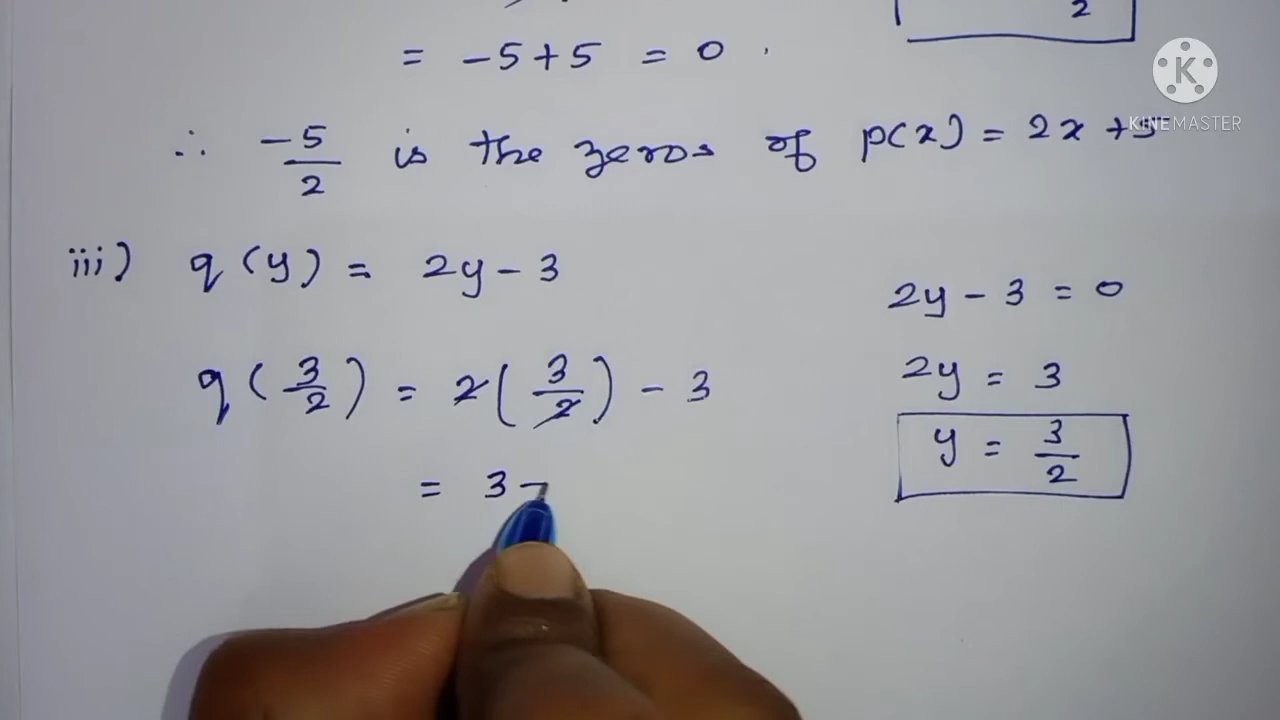 2
= -5 + 5 = 0 .
K
KINEMASTER
∴ -5/2 is the zeros of p(x) = 2x + 5
iii) q(y) = 2y - 3
2y - 3 = 0
q(3/2) = 2(3/2) - 3
2y = 3
y = 3/2
= 3 -